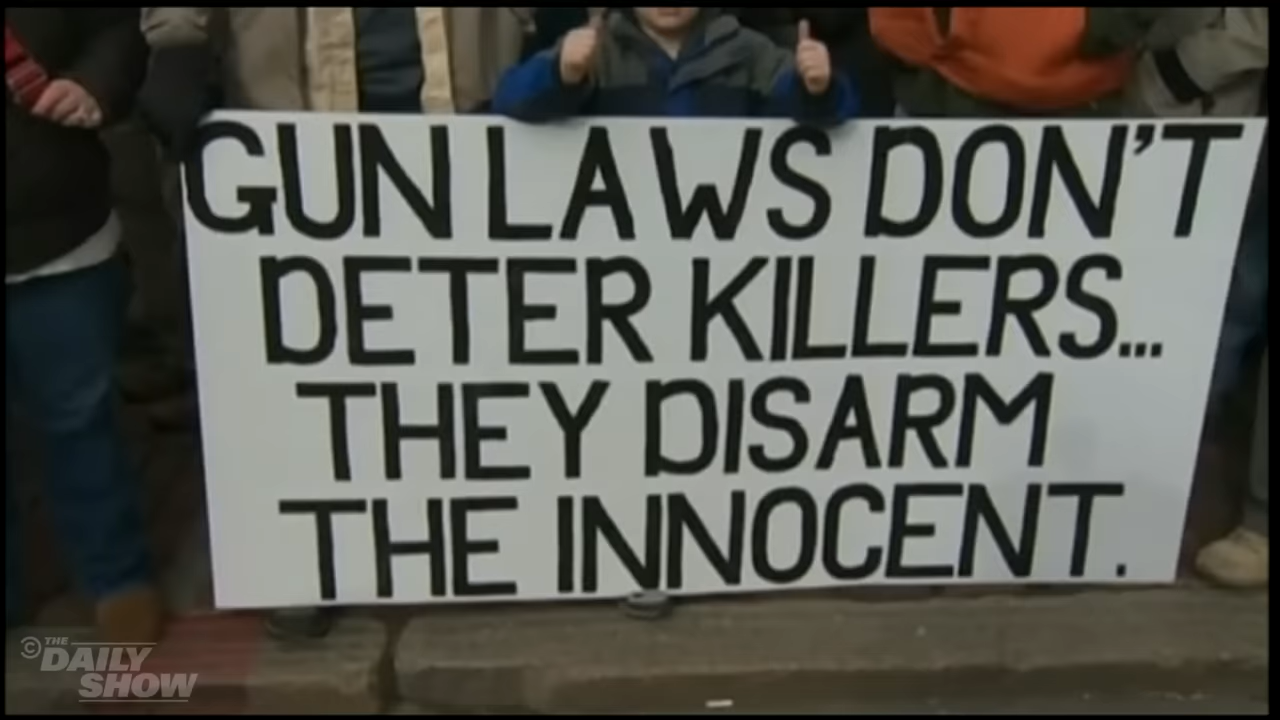 GUN LAWS DON'T
DETER KILLERS...
THEY DISARM
THE INNOCENT.
THE
DAILY
SHOW